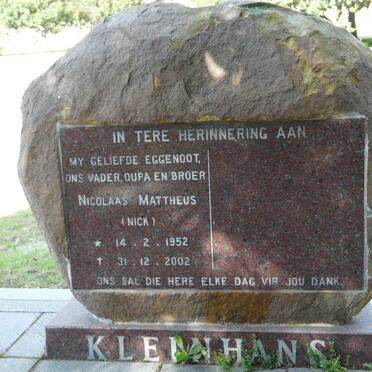 IN TERE HERINNERING AAN
MY GELIEFDE EGGENOOT,
ONS VADER, OUPA EN BROER
NICOLAAS MATTHEUS
(NICK)
* 14 . 2 . 1952
† 31 . 12 . 2002
ONS SAL DIE HERE ELKE DAG VIR JOU DANK.
KLEINHANS